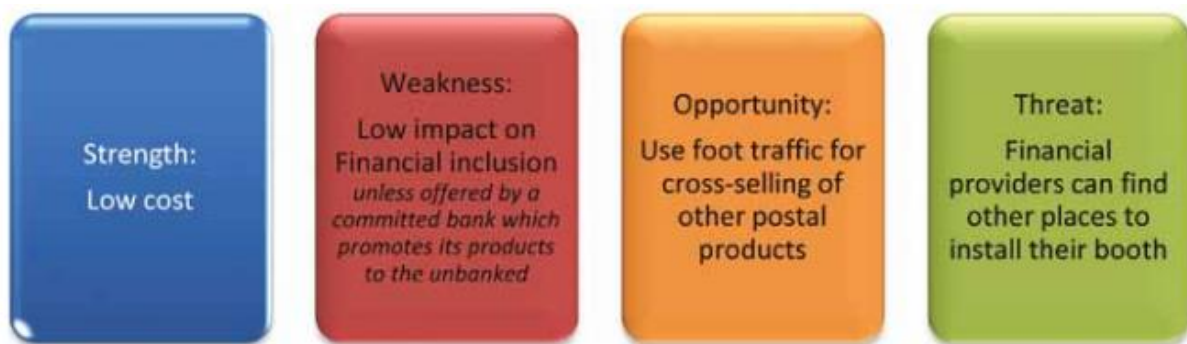 Strength:
Low cost
Weakness:
Low impact on
Financial inclusion
unless offered by a
committed bank which
promotes its products
to the unbanked
Opportunity:
Use foot traffic for
cross-selling of
other postal
products
Threat:
Financial
providers can find
other places to
install their booth